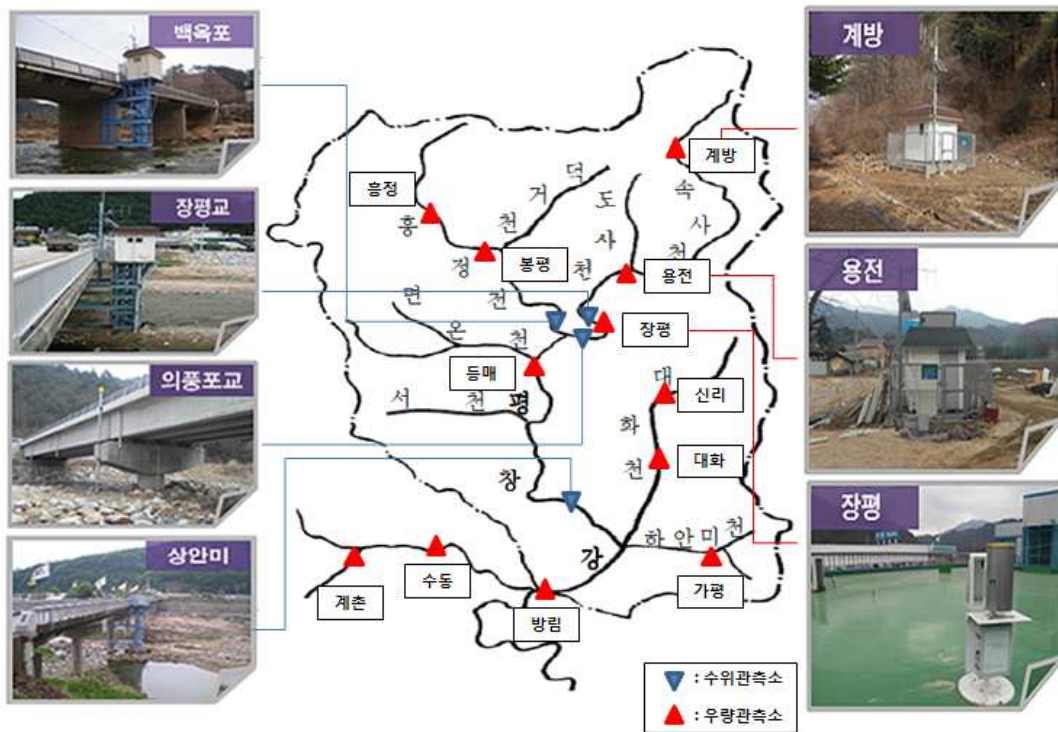 백옥포
장평교
의풍포교
상안미
계방
용전
장평
계방
흥정
봉평
용전
장평
등매
신리
대화
수동
계촌
방림
가평
흥정천
거덕천
도사천
속사천
면온천
서천
평창강
대화천
하안미천
: 수위관측소
: 우량관측소